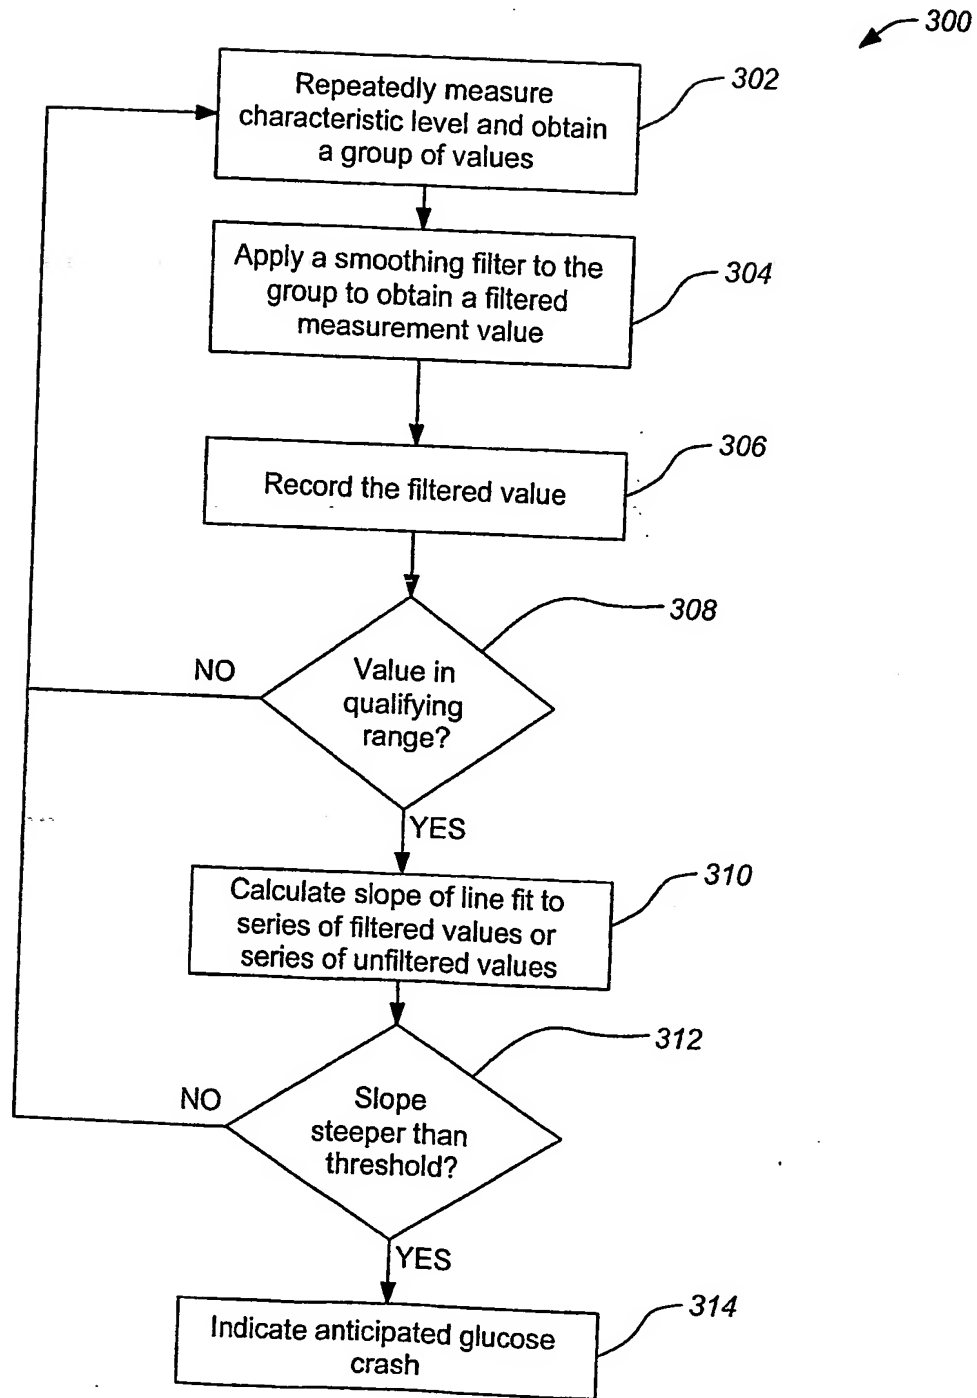 300
Repeatedly measure
characteristic level and obtain
a group of values
302
Apply a smoothing filter to the
group to obtain a filtered
measurement value
304
Record the filtered value
306
308
Value in
qualifying
range?
NO
YES
Calculate slope of line fit to
series of filtered values or
series of unfiltered values
310
312
Slope
steeper than
threshold?
NO
YES
Indicate anticipated glucose
crash
314